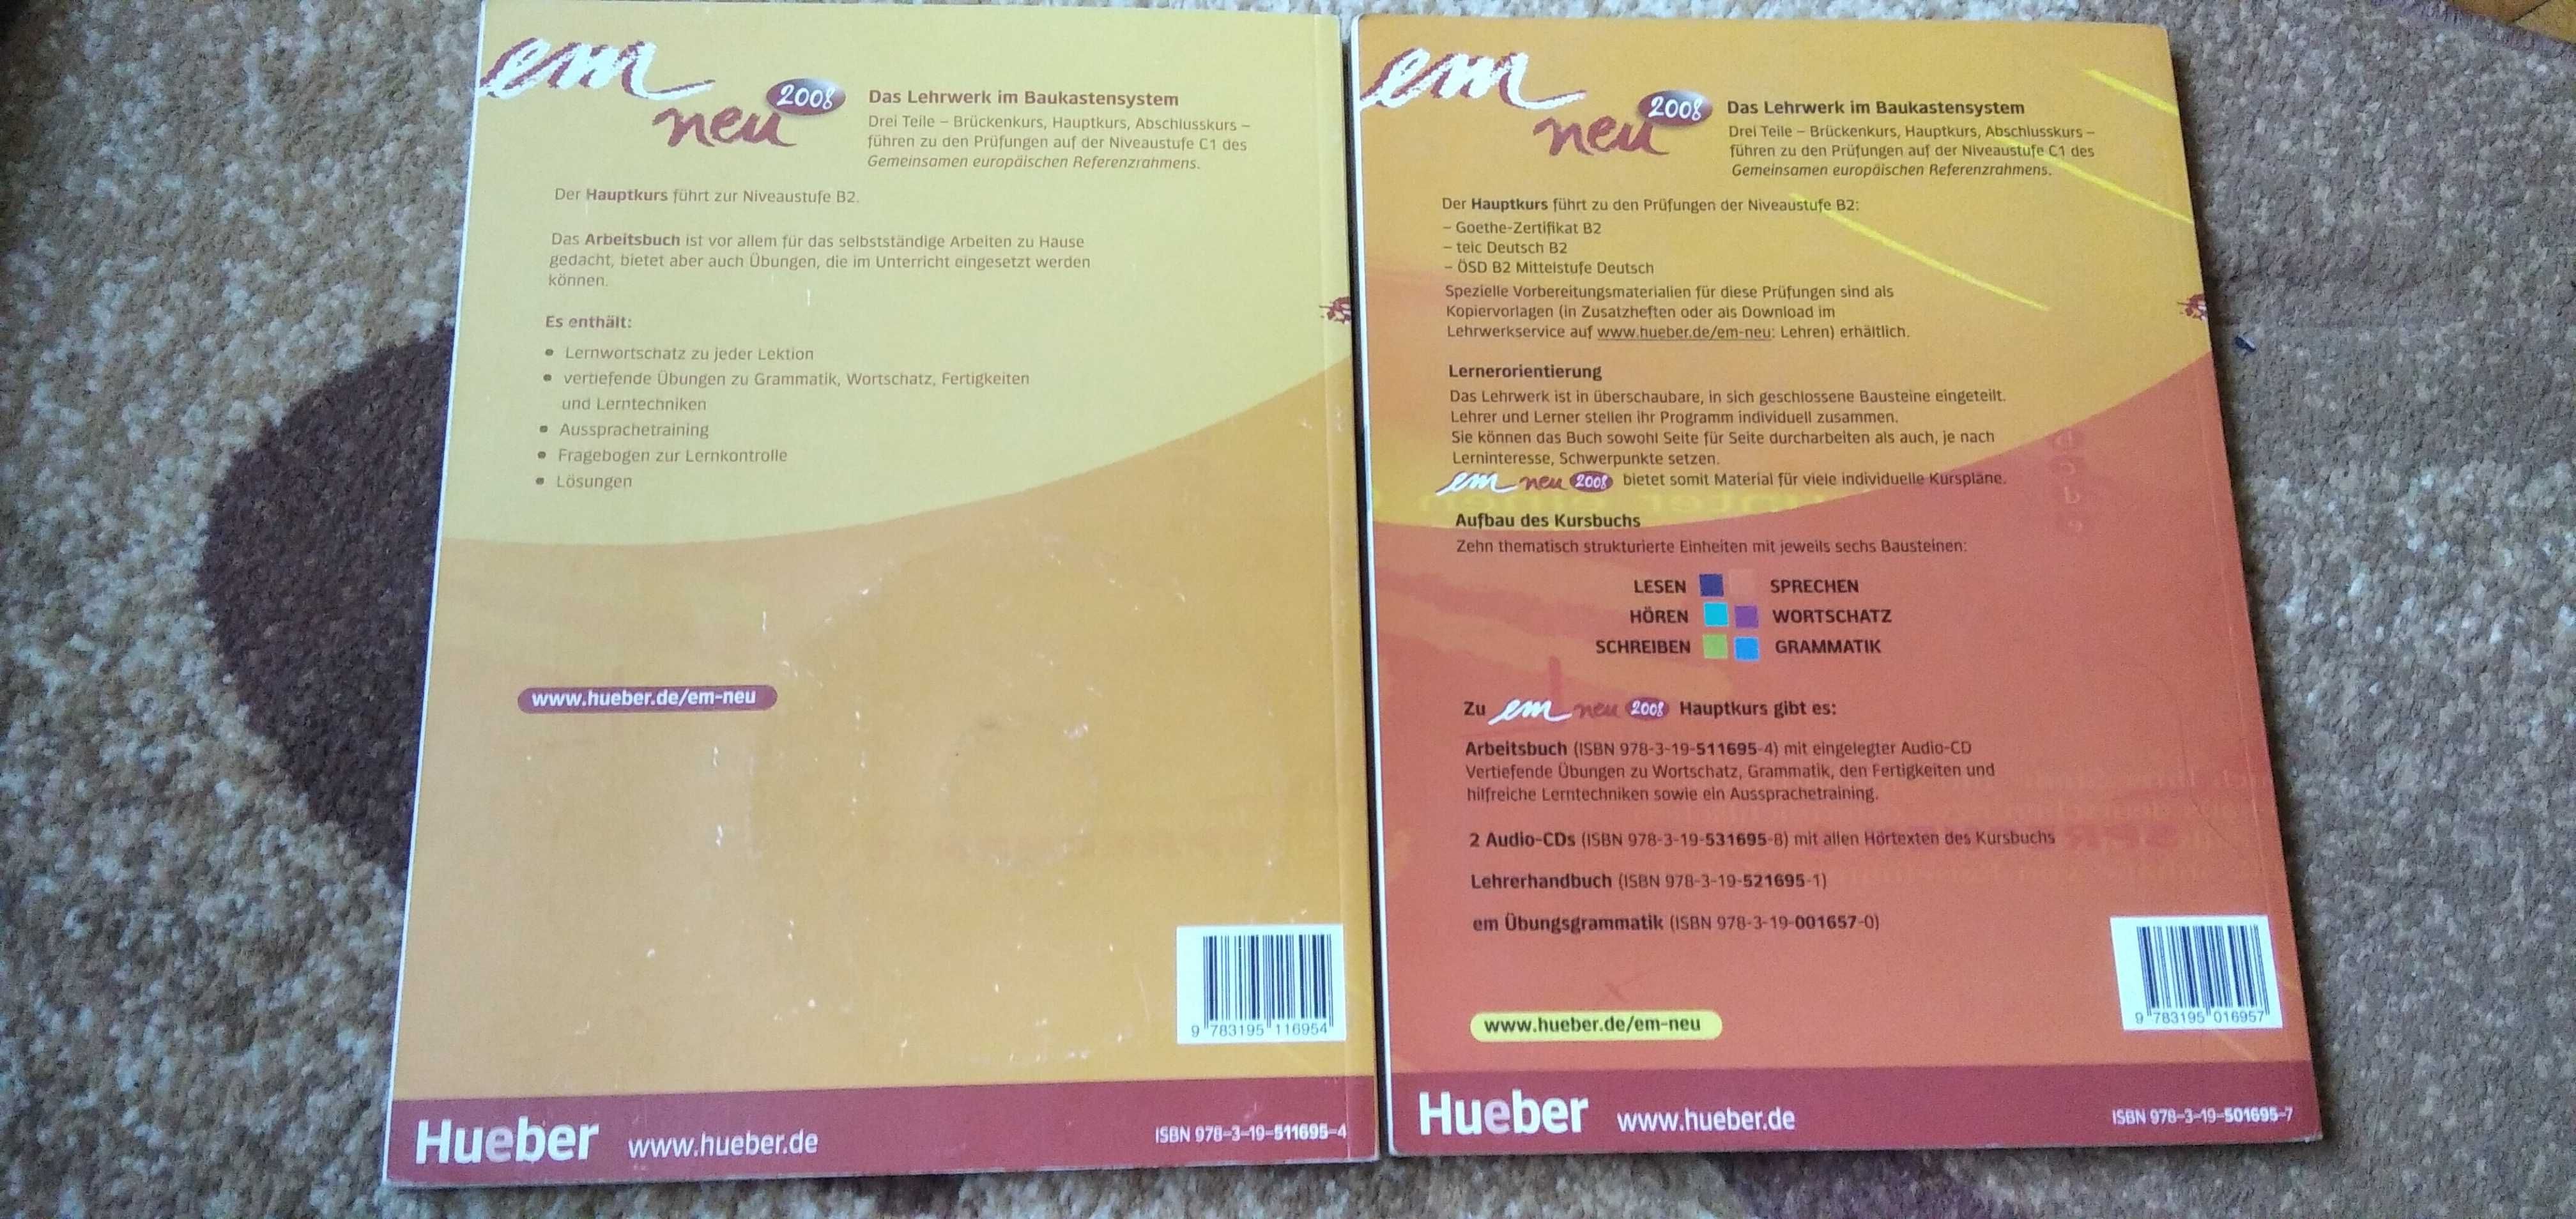 em
neu 2008
Das Lehrwerk im Baukastensystem
Drei Teile – Brückenkurs, Hauptkurs, Abschlusskurs –
führen zu den Prüfungen auf der Niveaustufe C1 des
Gemeinsamen europäischen Referenzrahmens.
Der Hauptkurs führt zur Niveaustufe B2.
Das Arbeitsbuch ist vor allem für das selbstständige Arbeiten zu Hause
gedacht, bietet aber auch Übungen, die im Unterricht eingesetzt werden
können.
Es enthält:
• Lernwortschatz zu jeder Lektion
• vertiefende Übungen zu Grammatik, Wortschatz, Fertigkeiten
und Lerntechniken
• Aussprachetraining
• Fragebogen zur Lernkontrolle
• Lösungen
www.hueber.de/em-neu
9 783195 116954
Hueber www.hueber.de
ISBN 978-3-19-511695-4
em
neu 2008
Das Lehrwerk im Baukastensystem
Drei Teile – Brückenkurs, Hauptkurs, Abschlusskurs –
führen zu den Prüfungen auf der Niveaustufe C1 des
Gemeinsamen europäischen Referenzrahmens.
Der Hauptkurs führt zu den Prüfungen der Niveaustufe B2:
– Goethe-Zertifikat B2
– telc Deutsch B2
– ÖSD B2 Mittelstufe Deutsch
Spezielle Vorbereitungsmaterialien für diese Prüfungen sind als
Kopiervorlagen (in Zusatzheften oder als Download im
Lehrwerkservice auf www.hueber.de/em-neu: Lehren) erhältlich.
Lernerorientierung
Das Lehrwerk ist in überschaubare, in sich geschlossene Bausteine eingeteilt.
Lehrer und Lerner stellen ihr Programm individuell zusammen.
Sie können das Buch sowohl Seite für Seite durcharbeiten als auch, je nach
Lerninteresse, Schwerpunkte setzen.
em neu 2008 bietet somit Material für viele individuelle Kurspläne.
Aufbau des Kursbuchs
Zehn thematisch strukturierte Einheiten mit jeweils sechs Bausteinen:
LESEN SPRECHEN
HÖREN WORTSCHATZ
SCHREIBEN GRAMMATIK
Zu em neu 2008 Hauptkurs gibt es:
Arbeitsbuch (ISBN 978-3-19-511695-4) mit eingelegter Audio-CD
Vertiefende Übungen zu Wortschatz, Grammatik, den Fertigkeiten und
hilfreiche Lerntechniken sowie ein Aussprachetraining.
2 Audio-CDs (ISBN 978-3-19-531695-8) mit allen Hörtexten des Kursbuchs
Lehrerhandbuch (ISBN 978-3-19-521695-1)
em Übungsgrammatik (ISBN 978-3-19-001657-0)
www.hueber.de/em-neu
9 783195 016957
Hueber www.hueber.de
ISBN 978-3-19-501695-7